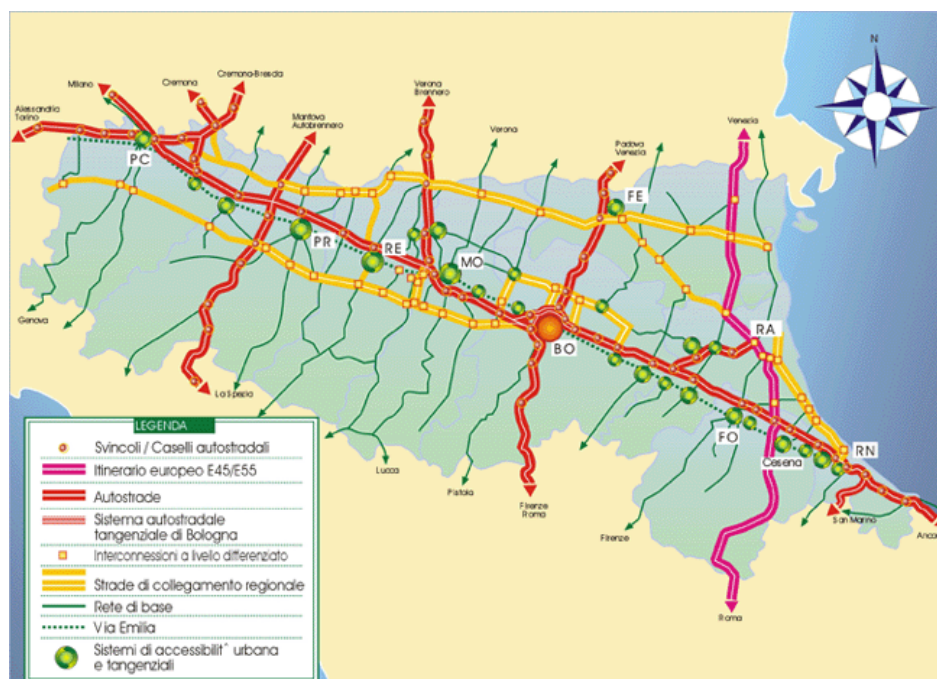 N
Cremona-Brescia
Milano
Cremona
Verona
Brennero
Alessandria
Torino
Mantova
Autobrennero
Venezia
Verona
Padova
Venezia
PC
FE
PR
RE
MO
Genova
BO
RA
La Spezia
FO
Cesena
RN
Lucca
Pistoia
Firenze
Roma
Firenze
San Marino
Ancon
Roma
LEGENDA
Svincoli / Caselli autostradali
Itinerario europeo E45/E55
Autostrade
Sistema autostradale
tangenziale di Bologna
Interconnessioni a livello differenziato
Strade di collegamento regionale
Rete di base
Via Emilia
Sistemi di accessibilit˝ urbana
e tangenziali